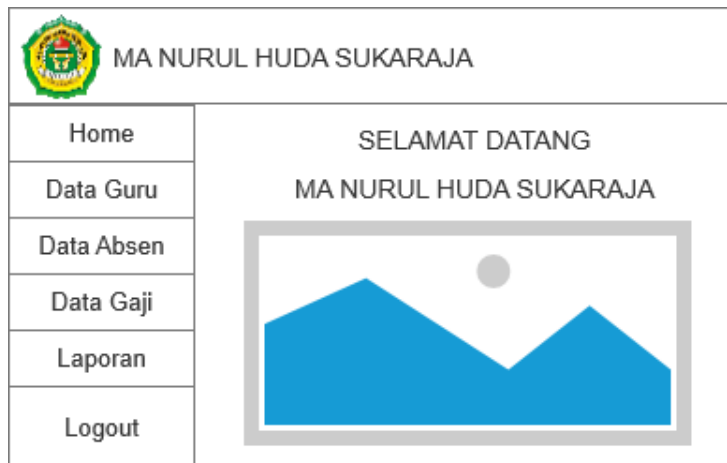 MA NURUL HUDA SUKARAJA
Home
Data Guru
Data Absen
Data Gaji
Laporan
Logout
SELAMAT DATANG
MA NURUL HUDA SUKARAJA